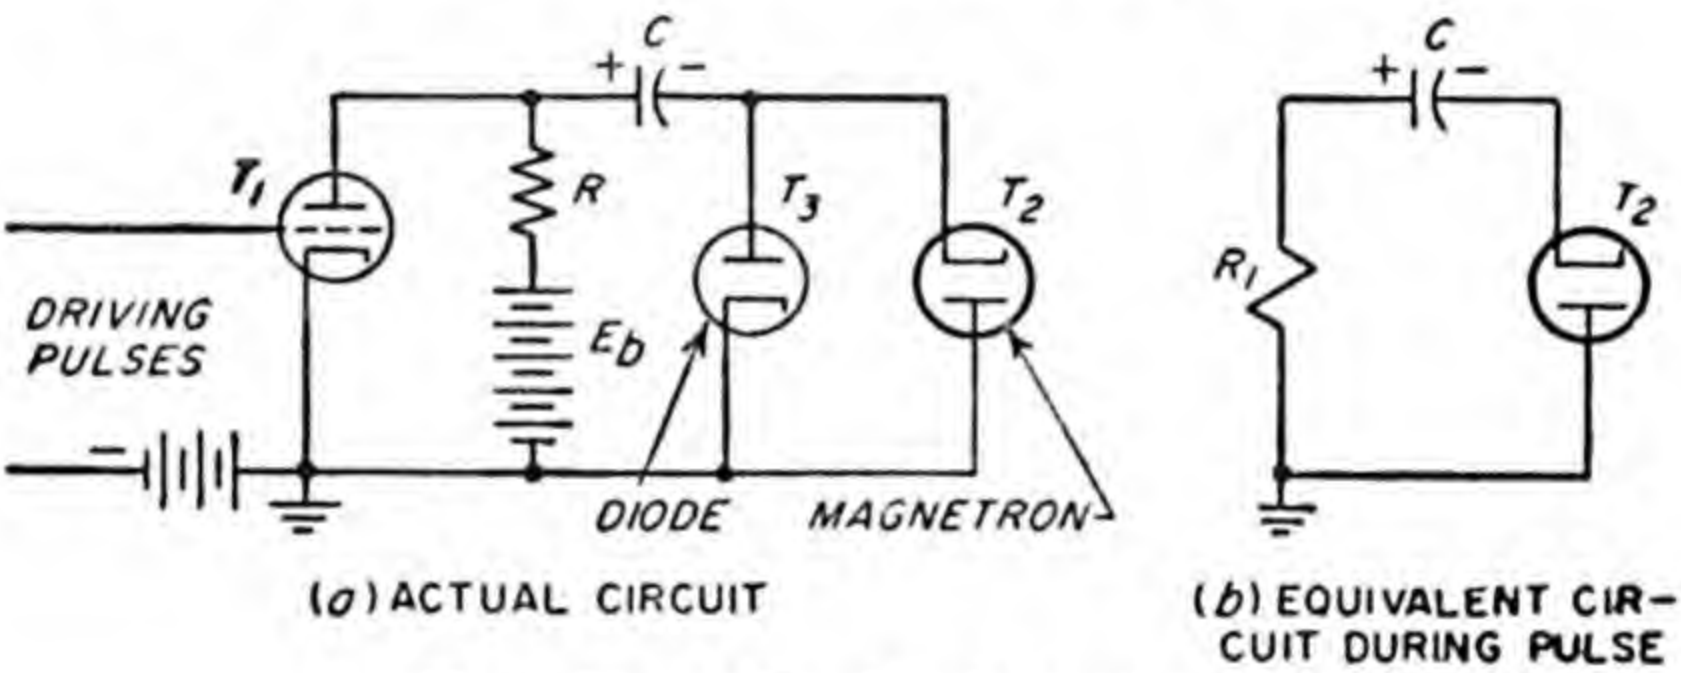 C
+ −
T1
R
T3
T2
DRIVING
PULSES
Eb
−
DIODE
MAGNETRON
(a) ACTUAL CIRCUIT
C
+ −
T2
R1
(b) EQUIVALENT CIR-
CUIT DURING PULSE